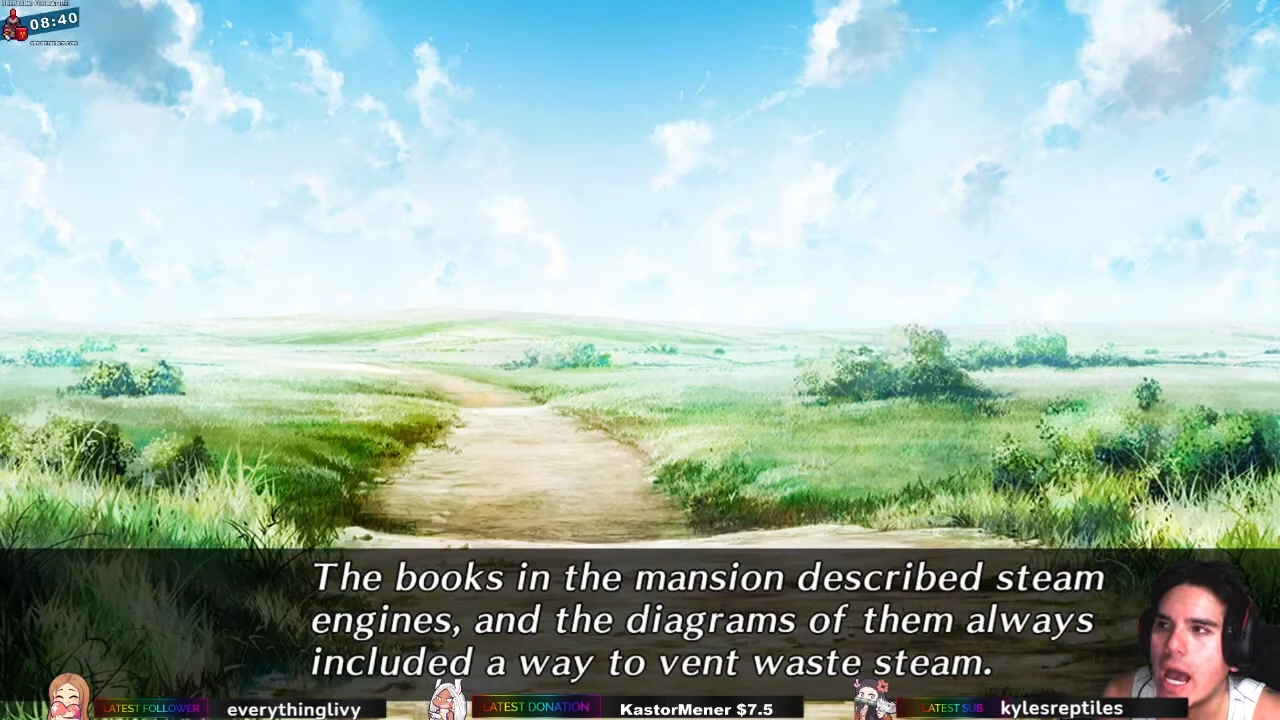 08:40
The books in the mansion described steam
engines, and the diagrams of them always
included a way to vent waste steam.
LATEST FOLLOWER everythinglivy LATEST DONATION KastorMener $7.5 LATEST SUB kylesreptiles